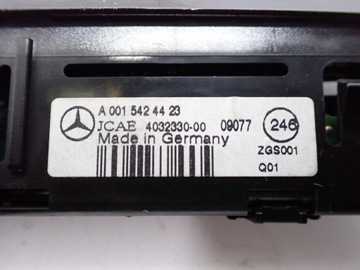 A 001 542 44 23
JCAE 4032330-00 09077
Made in Germany
246
ZGS001
Q01